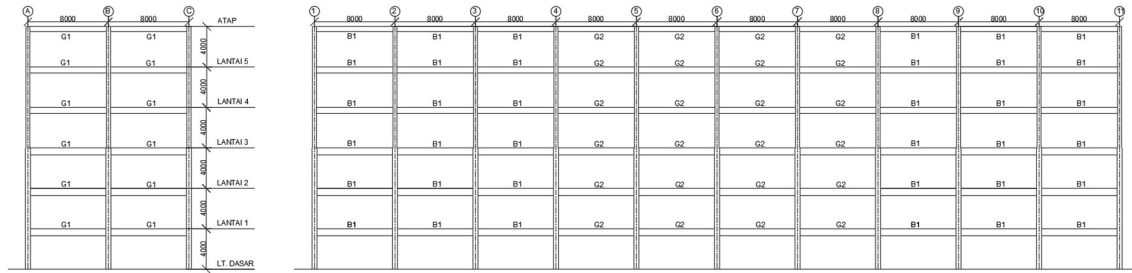 A B C
8000 8000
ATAP
G1 G1
4000
G1 G1 LANTAI 5
4000
G1 G1 LANTAI 4
4000
G1 G1 LANTAI 3
4000
G1 G1 LANTAI 2
4000
G1 G1 LANTAI 1
4000
LT. DASAR
1 2 3 4 5 6 7 8 9 10 11
8000 8000 8000 8000 8000 8000 8000 8000 8000 8000
B1 B1 B1 G2 G2 G2 G2 B1 B1 B1
B1 B1 B1 G2 G2 G2 G2 B1 B1 B1
B1 B1 B1 G2 G2 G2 G2 B1 B1 B1
B1 B1 B1 G2 G2 G2 G2 B1 B1 B1
B1 B1 B1 G2 G2 G2 G2 B1 B1 B1
B1 B1 B1 G2 G2 G2 G2 B1 B1 B1